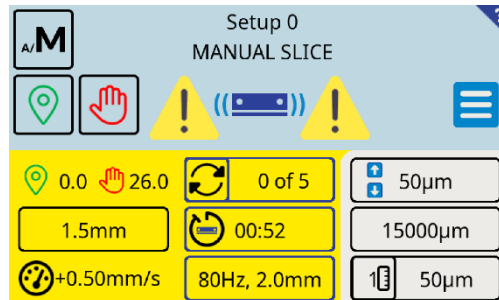 A/M
Setup 0
MANUAL SLICE
0.0 26.0
0 of 5
50µm
1.5mm
00:52
15000µm
+0.50mm/s
80Hz, 2.0mm
1 50µm